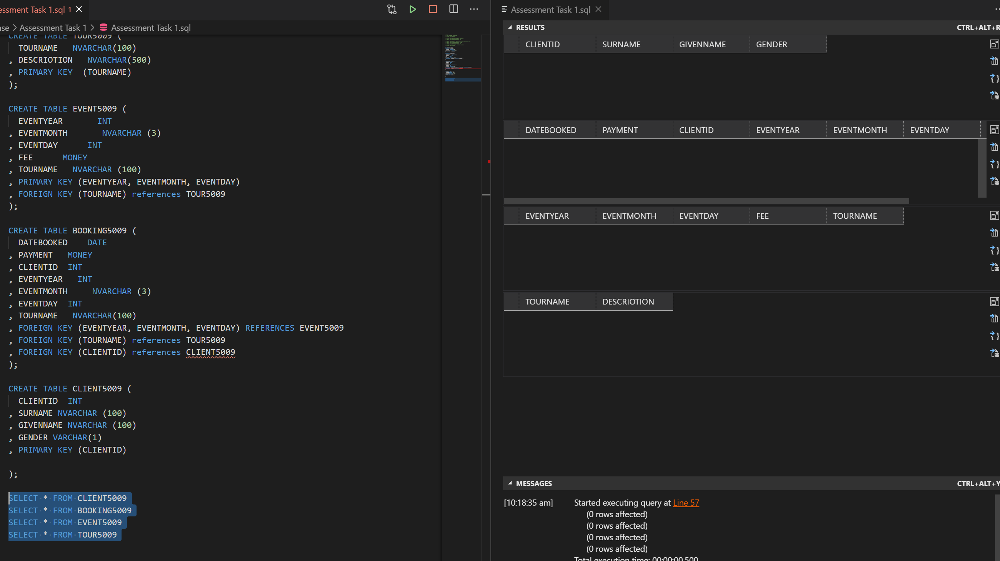 essment Task 1.sql 1
ase > Assessment Task 1 > Assessment Task 1.sql
CREATE TABLE TOUR5009 (
TOURNAME NVARCHAR(100)
, DESCRIOTION NVARCHAR(500)
, PRIMARY KEY (TOURNAME)
);
CREATE TABLE EVENT5009 (
EVENTYEAR INT
, EVENTMONTH NVARCHAR (3)
, EVENTDAY INT
, FEE MONEY
, TOURNAME NVARCHAR (100)
, PRIMARY KEY (EVENTYEAR, EVENTMONTH, EVENTDAY)
, FOREIGN KEY (TOURNAME) references TOUR5009
);
CREATE TABLE BOOKING5009 (
DATEBOOKED DATE
, PAYMENT MONEY
, CLIENTID INT
, EVENTYEAR INT
, EVENTMONTH NVARCHAR (3)
, EVENTDAY INT
, TOURNAME NVARCHAR(100)
, FOREIGN KEY (EVENTYEAR, EVENTMONTH, EVENTDAY) REFERENCES EVENT5009
, FOREIGN KEY (TOURNAME) references TOUR5009
, FOREIGN KEY (CLIENTID) references CLIENT5009
);
CREATE TABLE CLIENT5009 (
CLIENTID INT
, SURNAME NVARCHAR (100)
, GIVENNAME NVARCHAR (100)
, GENDER VARCHAR(1)
, PRIMARY KEY (CLIENTID)
);
SELECT * FROM CLIENT5009
SELECT * FROM BOOKING5009
SELECT * FROM EVENT5009
SELECT * FROM TOUR5009
Assessment Task 1.sql
RESULTS CTRL+ALT+R
CLIENTID SURNAME GIVENNAME GENDER
DATEBOOKED PAYMENT CLIENTID EVENTYEAR EVENTMONTH EVENTDAY
EVENTYEAR EVENTMONTH EVENTDAY FEE TOURNAME
TOURNAME DESCRIOTION
MESSAGES CTRL+ALT+Y
[10:18:35 am] Started executing query at Line 57
(0 rows affected)
(0 rows affected)
(0 rows affected)
(0 rows affected)
Total execution time: 00:00:00.500